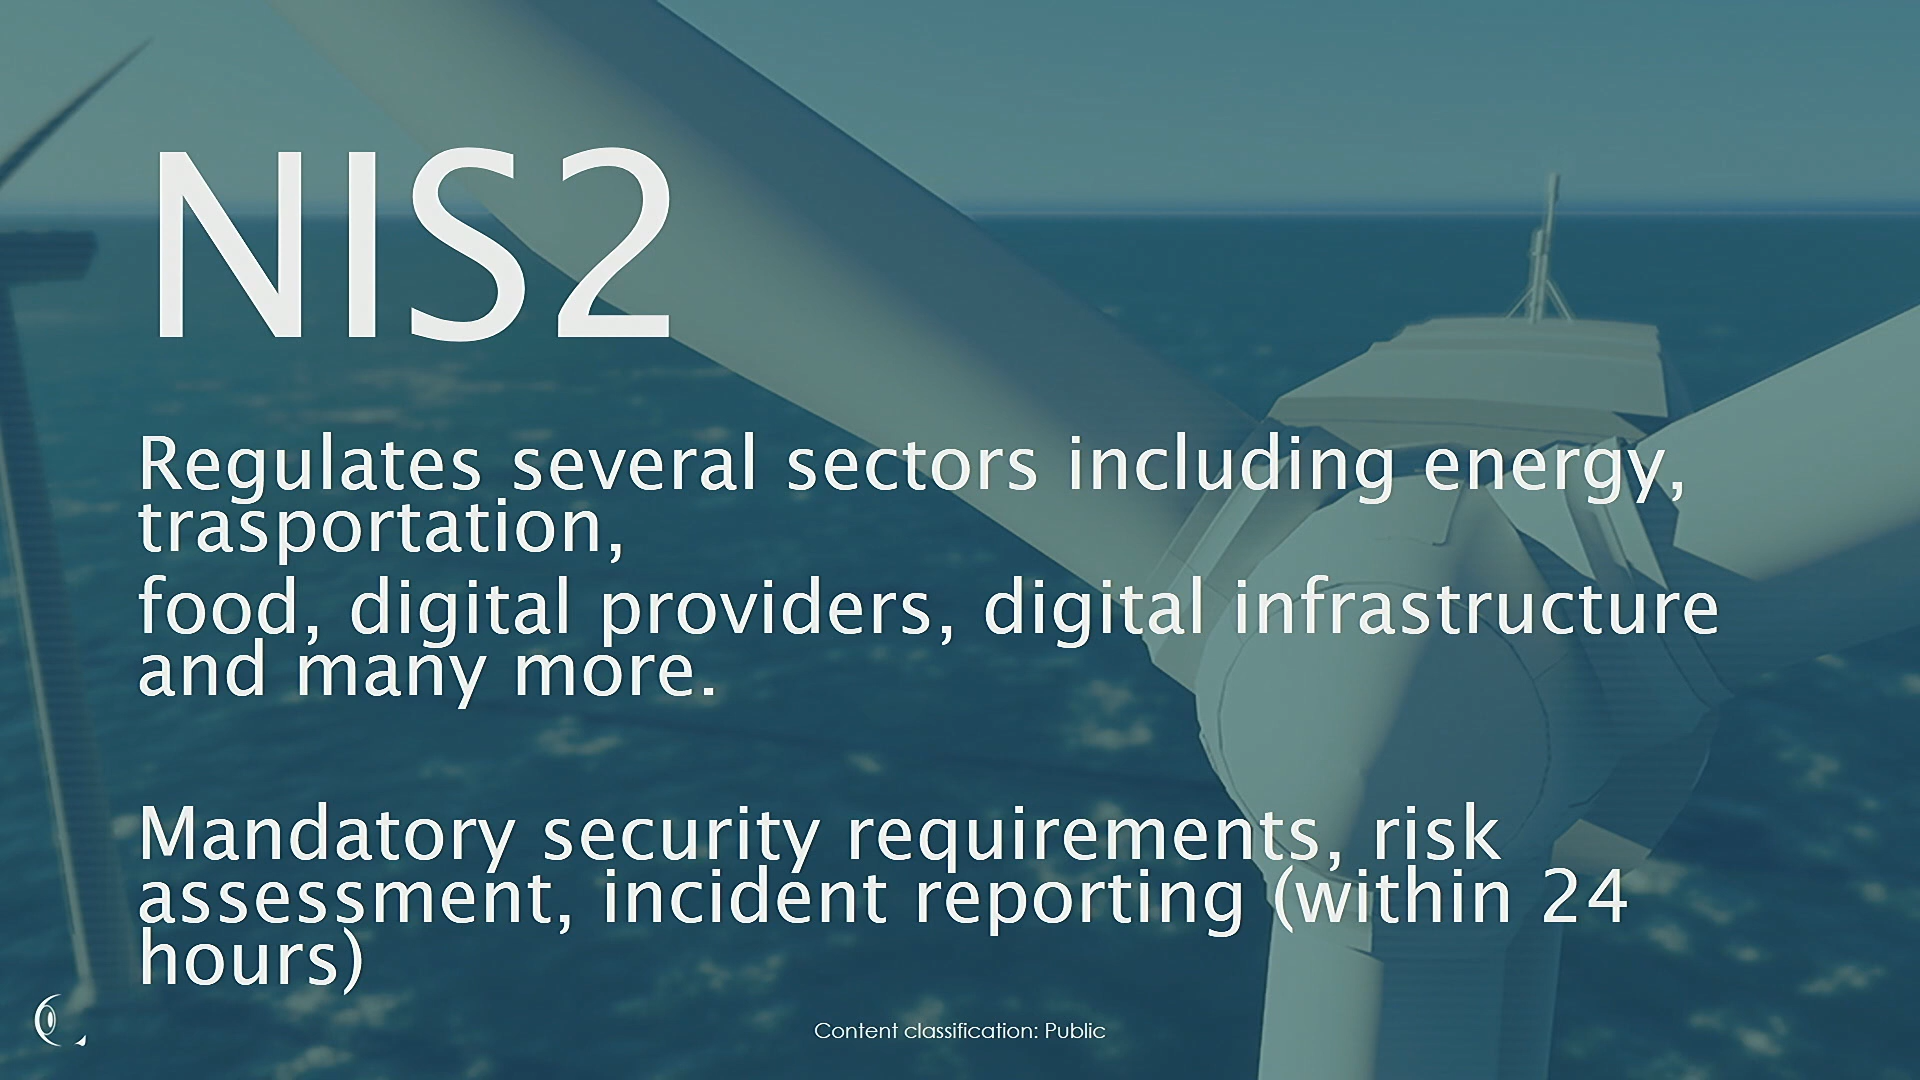 NIS2
Regulates several sectors including energy,
trasportation,
food, digital providers, digital infrastructure
and many more.
Mandatory security requirements, risk
assessment, incident reporting (within 24
hours)
Content classification: Public